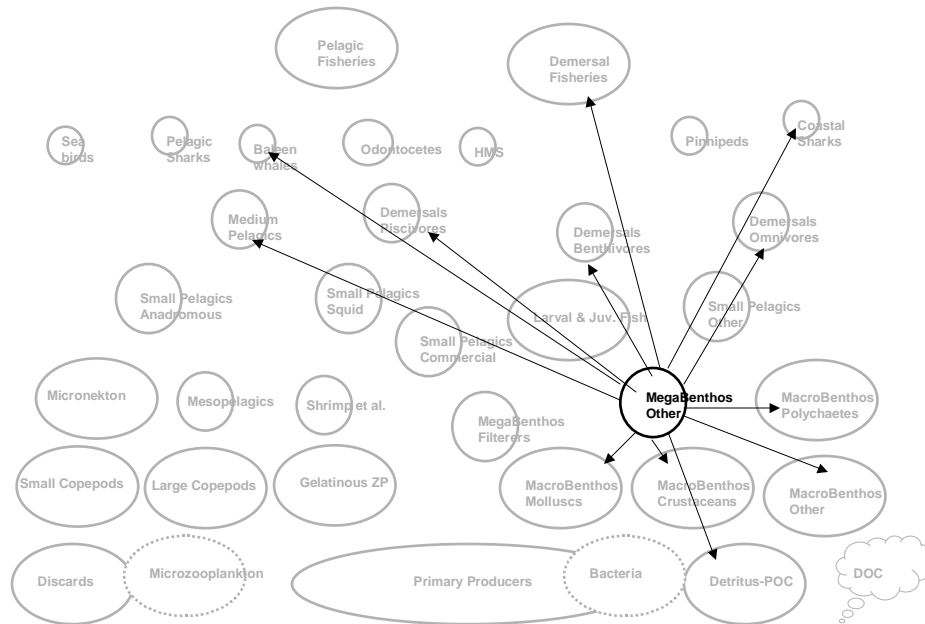 Pelagic
Fisheries
Demersal
Fisheries
Sea
birds
Pelagic
Sharks
Baleen
whales
Odontocetes
HMS
Pinnipeds
Coastal
Sharks
Medium
Pelagics
Demersals
Piscivores
Demersals
Benthivores
Demersals
Omnivores
Small Pelagics
Anadromous
Small Pelagics
Squid
Small Pelagics
Commercial
Larval & Juv. Fish
Small Pelagics
Other
Micronekton
Mesopelagics
Shrimp et al.
MegaBenthos
Filterers
MegaBenthos
Other
MacroBenthos
Polychaetes
Small Copepods
Large Copepods
Gelatinous ZP
MacroBenthos
Molluscs
MacroBenthos
Crustaceans
MacroBenthos
Other
Discards
Microzooplankton
Primary Producers
Bacteria
Detritus-POC
DOC